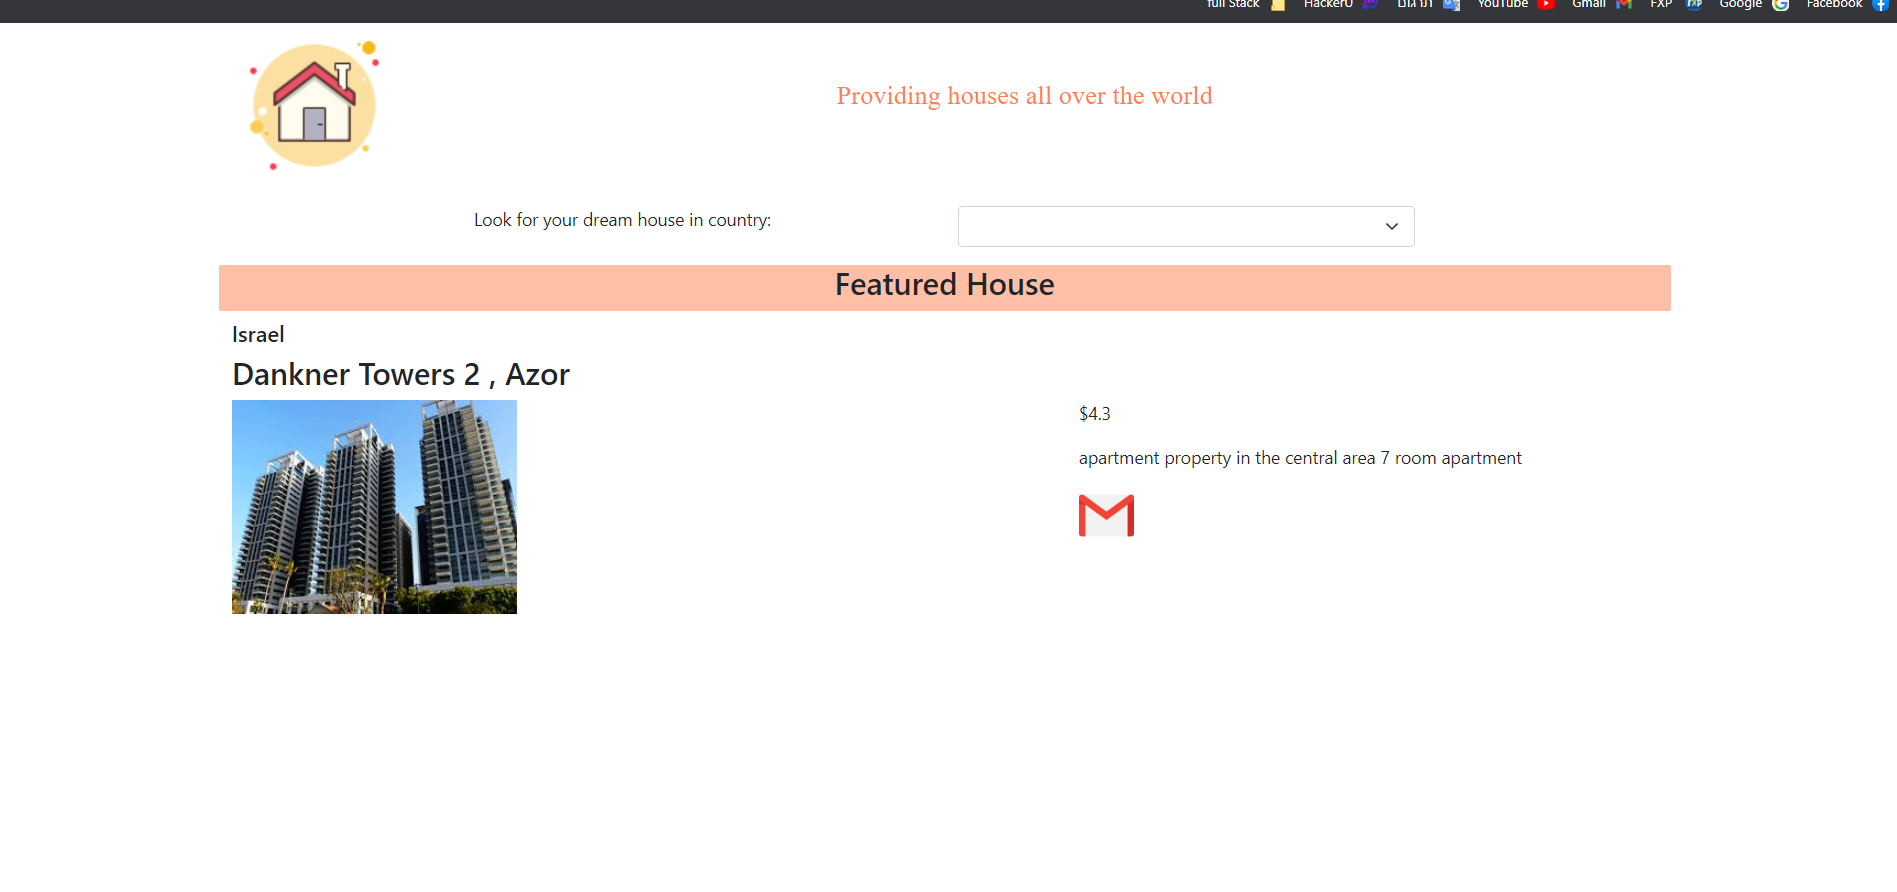 full Stack HackerU תרגום YouTube Gmail FXP Google Facebook
Providing houses all over the world
Look for your dream house in country:
Featured House
Israel
Dankner Towers 2 , Azor
$4.3
apartment property in the central area 7 room apartment